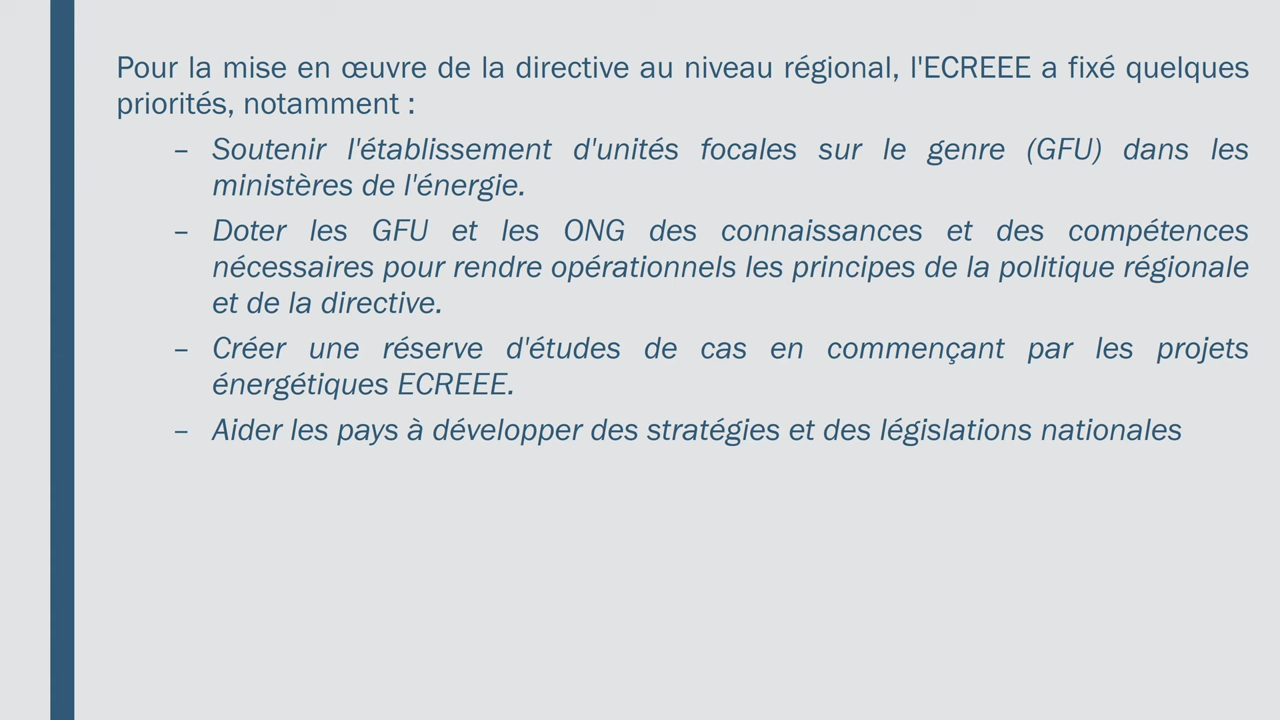 Pour la mise en œuvre de la directive au niveau régional, l'ECREEE a fixé quelques
priorités, notamment :
– Soutenir l'établissement d'unités focales sur le genre (GFU) dans les
ministères de l'énergie.
– Doter les GFU et les ONG des connaissances et des compétences
nécessaires pour rendre opérationnels les principes de la politique régionale
et de la directive.
– Créer une réserve d'études de cas en commençant par les projets
énergétiques ECREEE.
– Aider les pays à développer des stratégies et des législations nationales